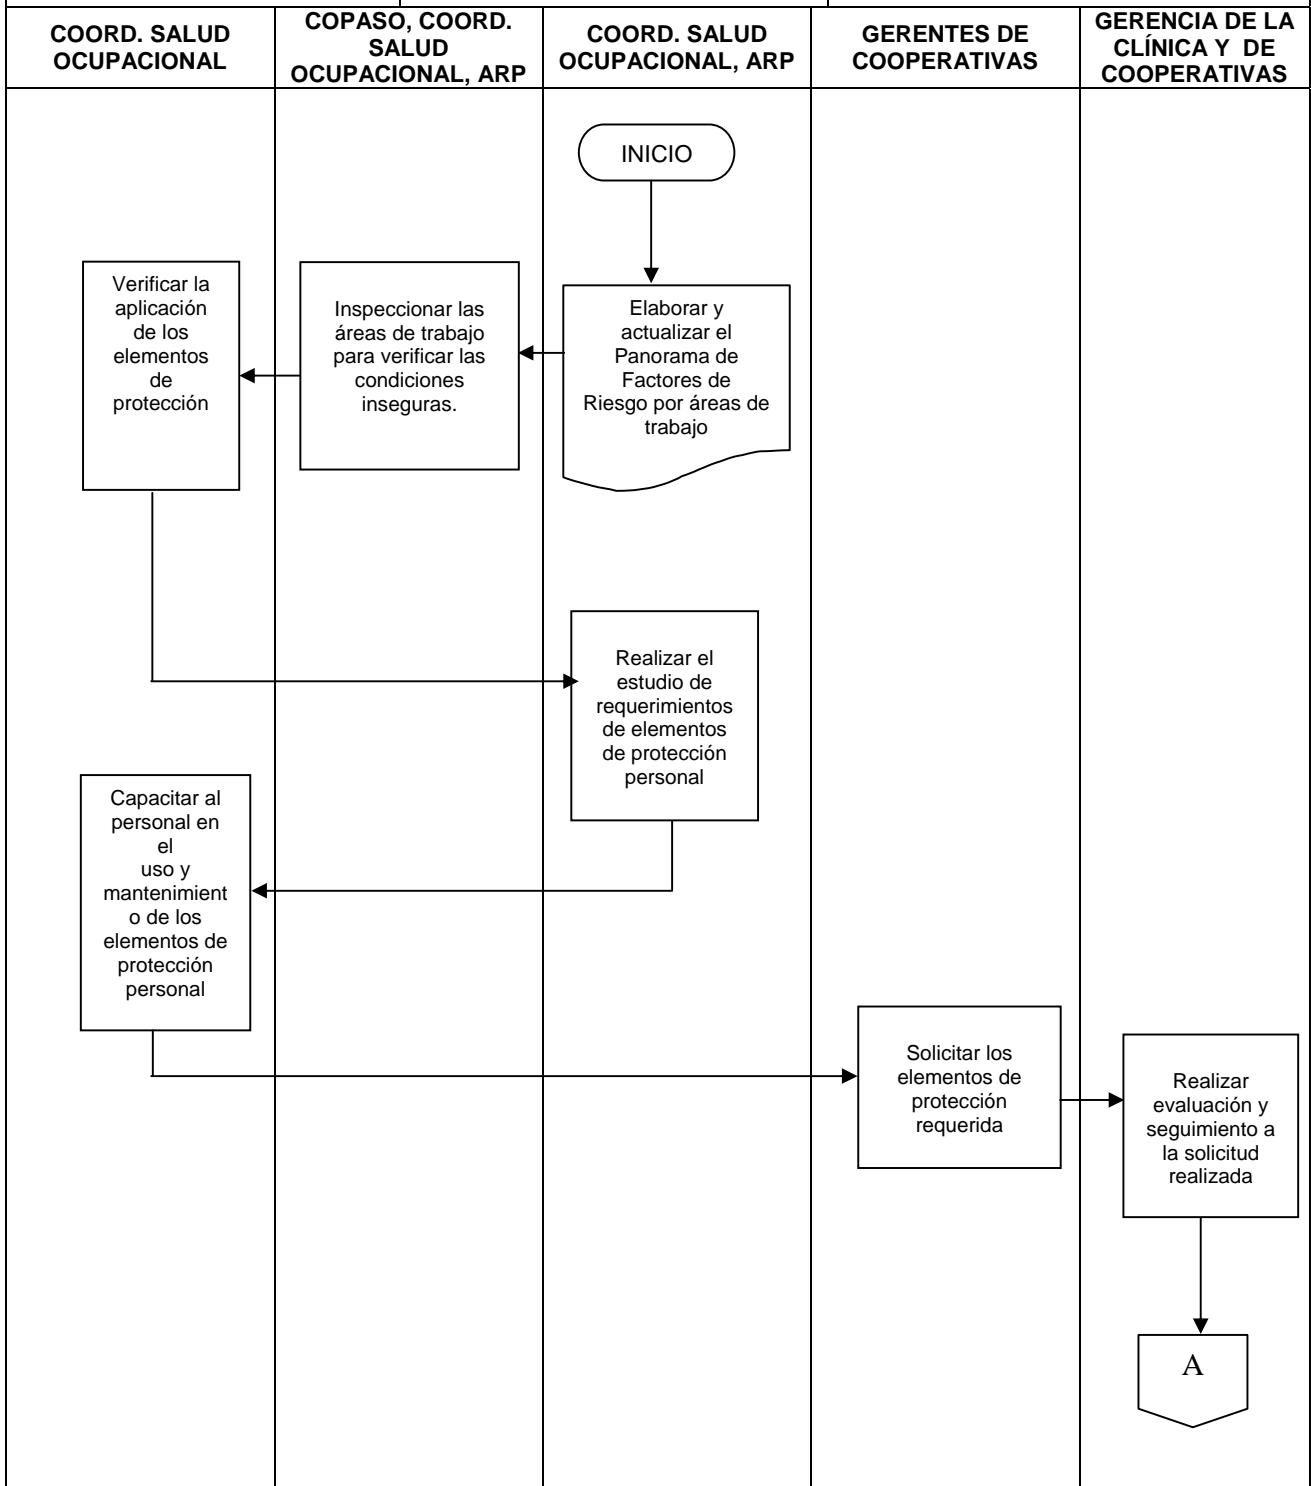 COORD. SALUD
OCUPACIONAL
COPASO, COORD.
SALUD
OCUPACIONAL, ARP
COORD. SALUD
OCUPACIONAL, ARP
GERENTES DE
COOPERATIVAS
GERENCIA DE LA
CLÍNICA Y DE
COOPERATIVAS
INICIO
Elaborar y
actualizar el
Panorama de
Factores de
Riesgo por áreas de
trabajo
Inspeccionar las
áreas de trabajo
para verificar las
condiciones
inseguras.
Verificar la
aplicación
de los
elementos
de
protección
Realizar el
estudio de
requerimientos
de elementos
de protección
personal
Capacitar al
personal en
el
uso y
mantenimient
o de los
elementos de
protección
personal
Solicitar los
elementos de
protección
requerida
Realizar
evaluación y
seguimiento a
la solicitud
realizada
A